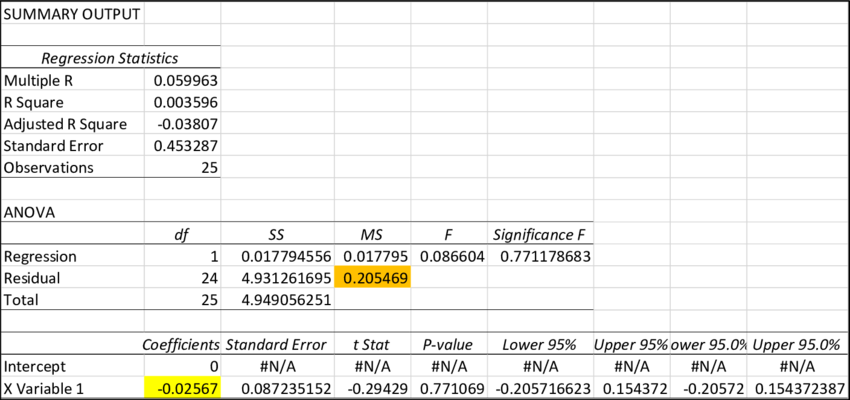 SUMMARY OUTPUT
Regression Statistics
Multiple R 0.059963
R Square 0.003596
Adjusted R Square -0.03807
Standard Error 0.453287
Observations 25
ANOVA
df SS MS F Significance F
Regression 1 0.017794556 0.017795 0.086604 0.771178683
Residual 24 4.931261695 0.205469
Total 25 4.949056251
Coefficients Standard Error t Stat P-value Lower 95% Upper 95% ower 95.0% Upper 95.0%
Intercept 0 #N/A #N/A #N/A #N/A #N/A #N/A #N/A
X Variable 1 -0.02567 0.087235152 -0.29429 0.771069 -0.205716623 0.154372 -0.20572 0.154372387